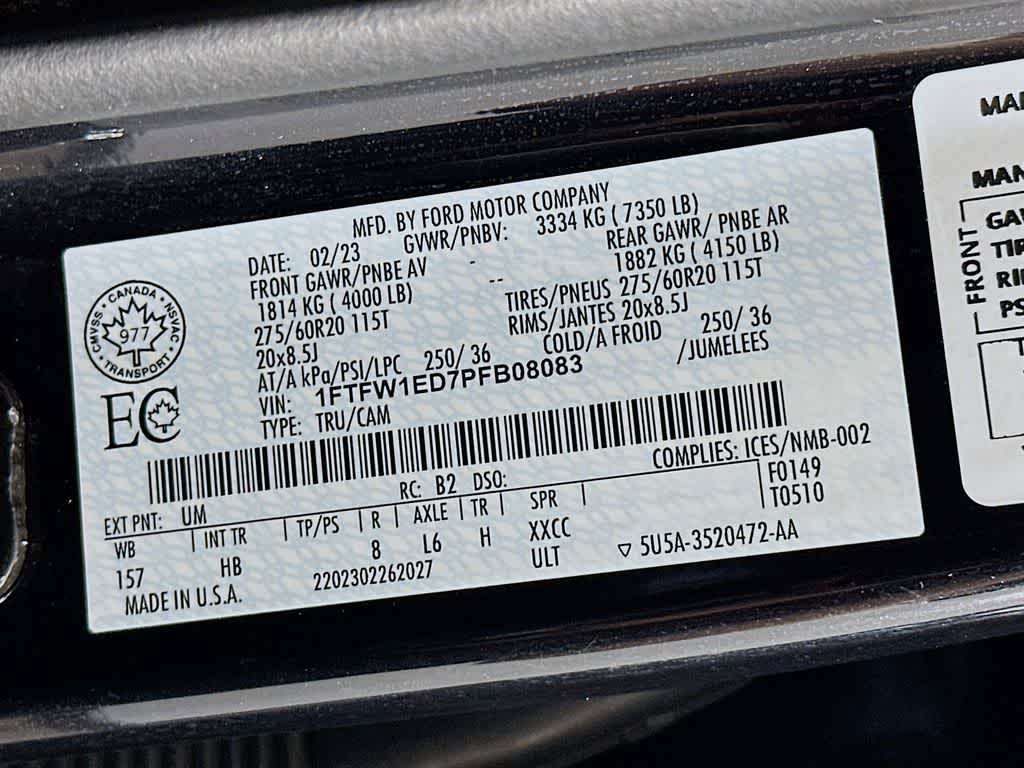 MFD. BY FORD MOTOR COMPANY
DATE: 02/23 GVWR/PNBV: 3334 KG ( 7350 LB)
FRONT GAWR/PNBE AV - REAR GAWR/ PNBE AR
1814 KG ( 4000 LB) -- 1882 KG ( 4150 LB)
275/60R20 115T TIRES/PNEUS 275/60R20 115T
20x8.5J RIMS/JANTES 20x8.5J
AT/A kPa/PSI/LPC 250/ 36 COLD/A FROID 250/ 36
VIN: 1FTFW1ED7PFB08083 /JUMELEES
TYPE: TRU/CAM
CMVSS • CANADA • NSVAC • TRANSPORT •
977
EC
COMPLIES: ICES/NMB-002
EXT PNT: UM RC: B2 DSO: F0149
WB | INT TR | TP/PS | R | AXLE | TR | SPR | T0510
157 HB 8 L6 H XXCC
MADE IN U.S.A. 2202302262027 ULT ▽ 5U5A-3520472-AA
FRONT